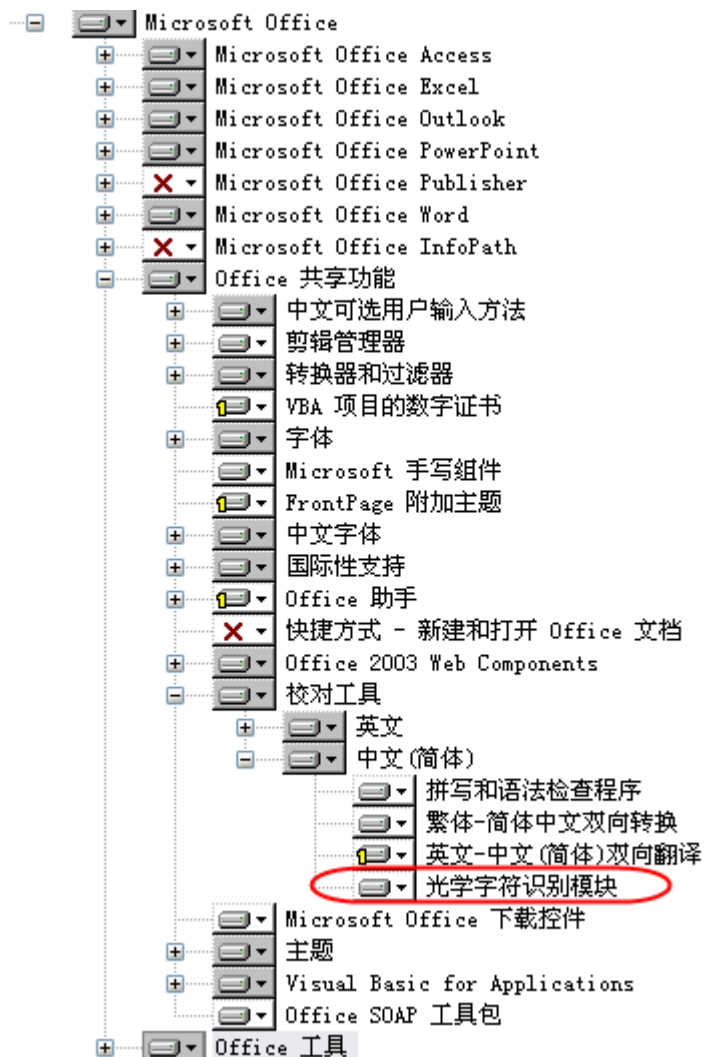 Microsoft Office
Microsoft Office Access
Microsoft Office Excel
Microsoft Office Outlook
Microsoft Office PowerPoint
Microsoft Office Publisher
Microsoft Office Word
Microsoft Office InfoPath
Office 共享功能
中文可选用户输入方法
剪辑管理器
转换器和过滤器
VBA 项目的数字证书
字体
Microsoft 手写组件
FrontPage 附加主题
中文字体
国际性支持
Office 助手
快捷方式 - 新建和打开 Office 文档
Office 2003 Web Components
校对工具
英文
中文(简体)
拼写和语法检查程序
繁体-简体中文双向转换
英文-中文(简体)双向翻译
光学字符识别模块
Microsoft Office 下载控件
主题
Visual Basic for Applications
Office SOAP 工具包
Office 工具